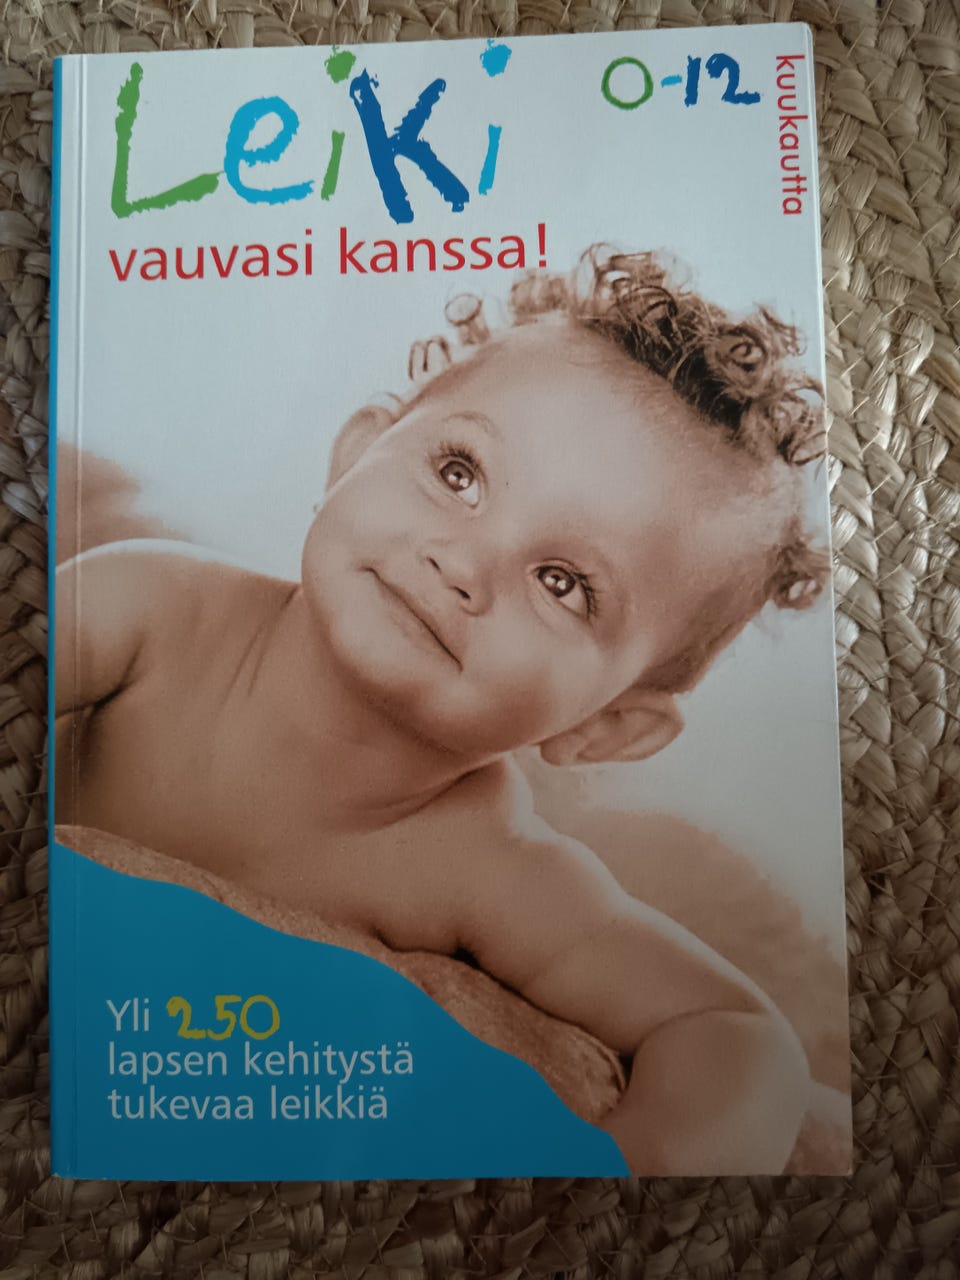 Leiki
0-12
kuukautta
vauvasi kanssa!
Yli 250
lapsen kehitystä
tukevaa leikkiä